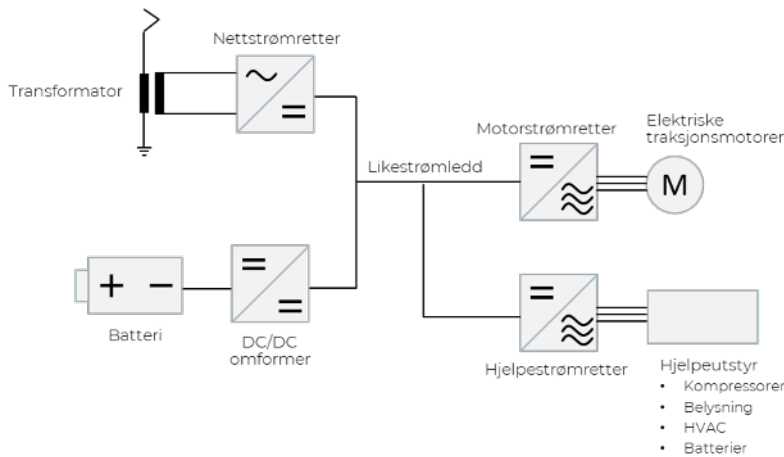 Nettstrømretter
Transformator
Elektriske
traksjonsmotorer
Motorstrømretter
Likestrømledd
M
Batteri
DC/DC
omformer
Hjelpestrømretter
Hjelpeutstyr
• Kompressorer
• Belysning
• HVAC
• Batterier